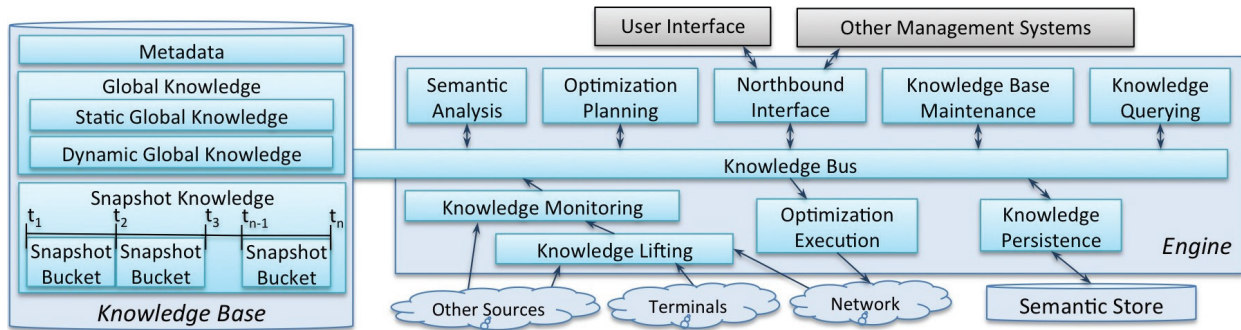 Metadata
Global Knowledge
Static Global Knowledge
Dynamic Global Knowledge
Snapshot Knowledge
t1 t2 t3 tn-1 tn
Snapshot Bucket
Snapshot Bucket
Snapshot Bucket
Knowledge Base
User Interface
Other Management Systems
Semantic Analysis
Optimization Planning
Northbound Interface
Knowledge Base Maintenance
Knowledge Querying
Knowledge Bus
Knowledge Monitoring
Knowledge Lifting
Optimization Execution
Knowledge Persistence
Engine
Other Sources
Terminals
Network
Semantic Store